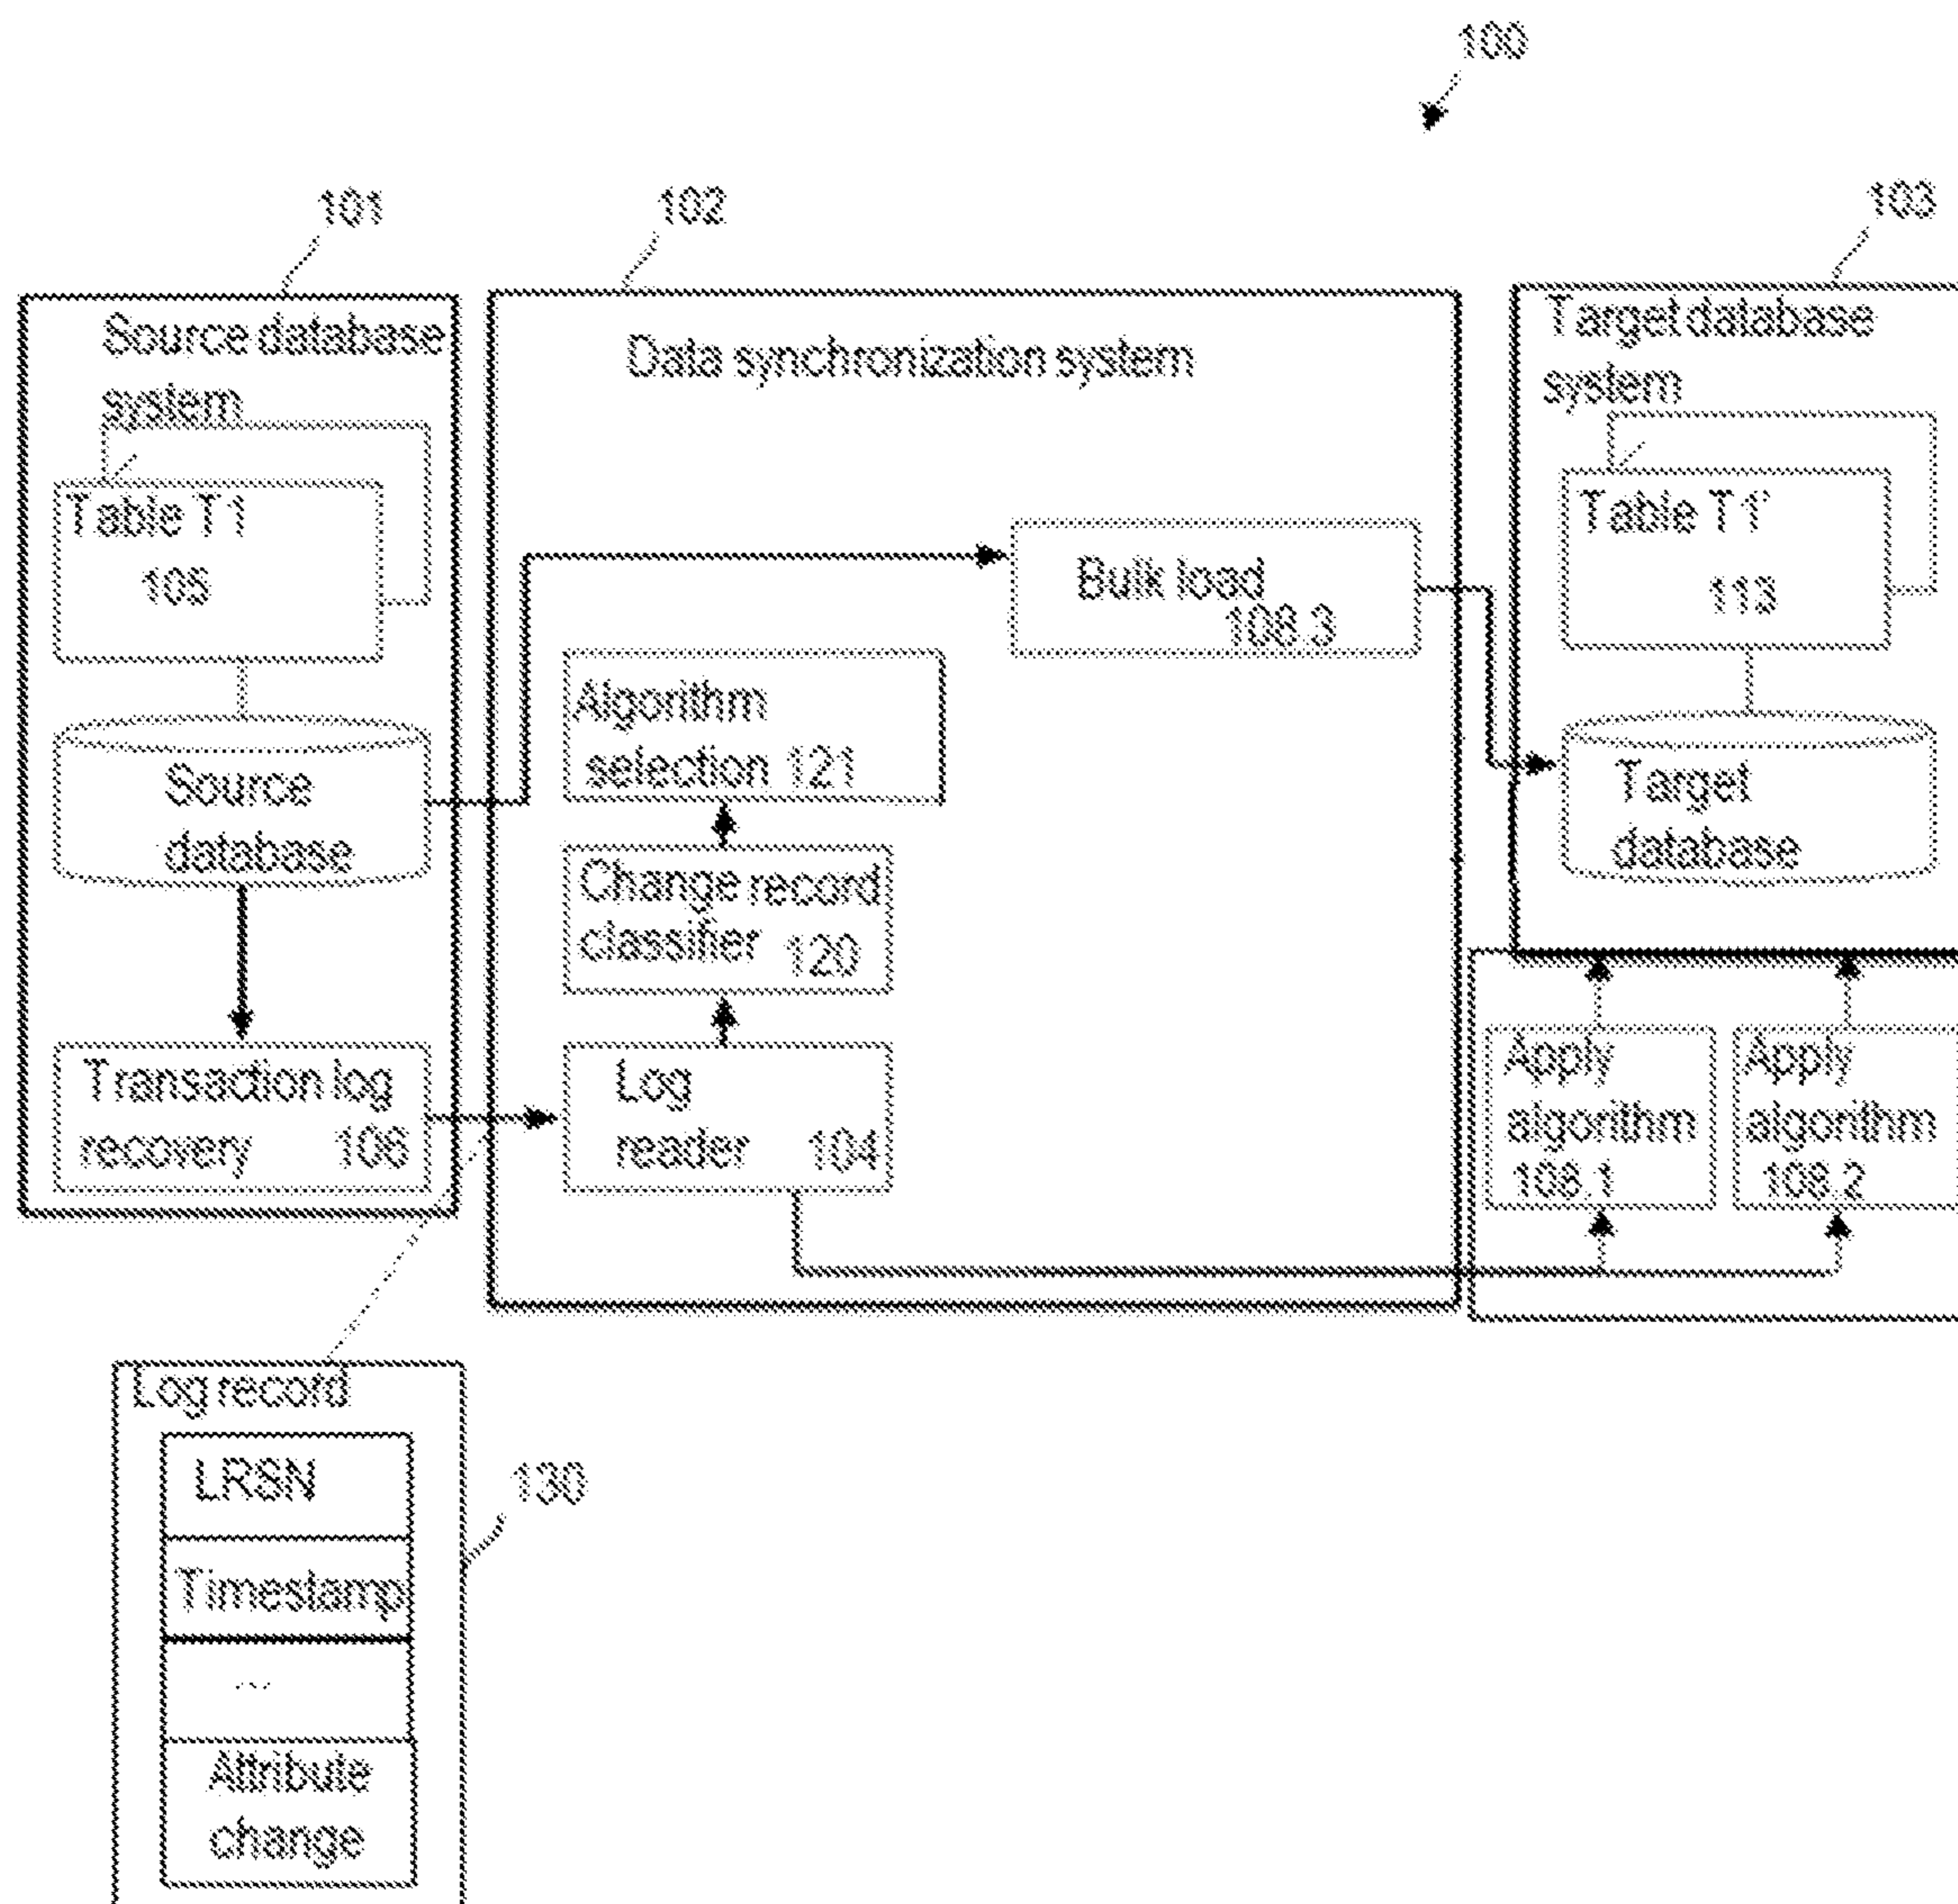 100
101
102
103
Source database
system
Table T1
105
Source
database
Transaction log
recovery 106
Data synchronization system
Bulk load
108.3
Algorithm
selection 121
Change record
classifier 120
Log
reader 104
Target database
system
Table T1'
113
Target
database
Apply
algorithm
108.1
Apply
algorithm
108.2
Log record
LRSN
Timestamp
...
Attribute
change
130